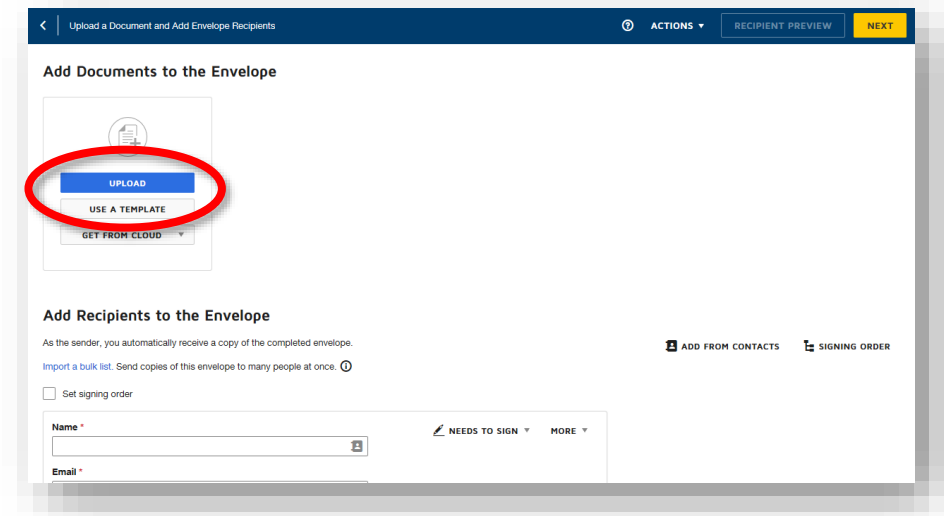 Upload a Document and Add Envelope Recipients
ACTIONS
RECIPIENT PREVIEW
NEXT
Add Documents to the Envelope
UPLOAD
USE A TEMPLATE
GET FROM CLOUD
Add Recipients to the Envelope
As the sender, you automatically receive a copy of the completed envelope.
ADD FROM CONTACTS
SIGNING ORDER
Import a bulk list. Send copies of this envelope to many people at once.
Set signing order
Name *
NEEDS TO SIGN
MORE
Email *